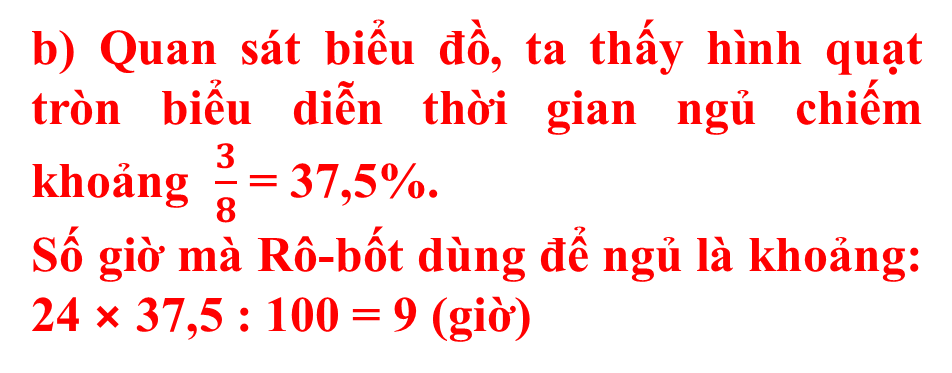 b) Quan sát biểu đồ, ta thấy hình quạt
tròn biểu diễn thời gian ngủ chiếm
khoảng 3/8 = 37,5%.
Số giờ mà Rô-bốt dùng để ngủ là khoảng:
24 × 37,5 : 100 = 9 (giờ)